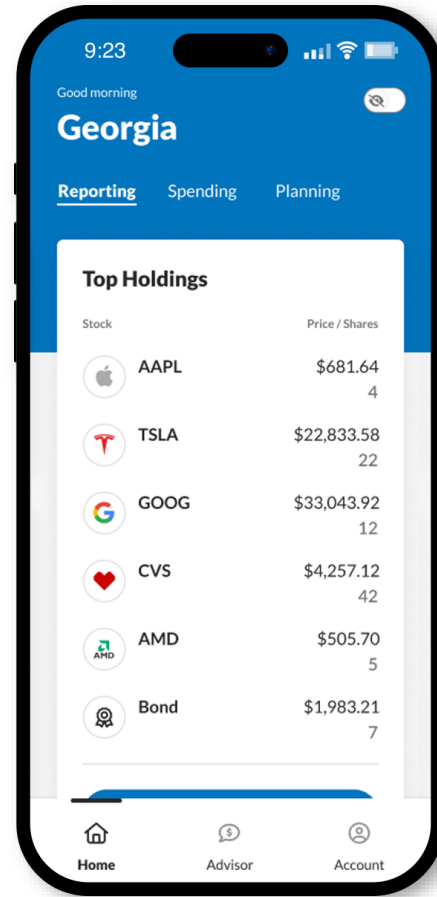 9:23
Good morning
Georgia
Reporting Spending Planning
Top Holdings
Stock Price / Shares
AAPL $681.64
4
TSLA $22,833.58
22
GOOG $33,043.92
12
CVS $4,257.12
42
AMD AMD $505.70
5
Bond $1,983.21
7
Home Advisor Account